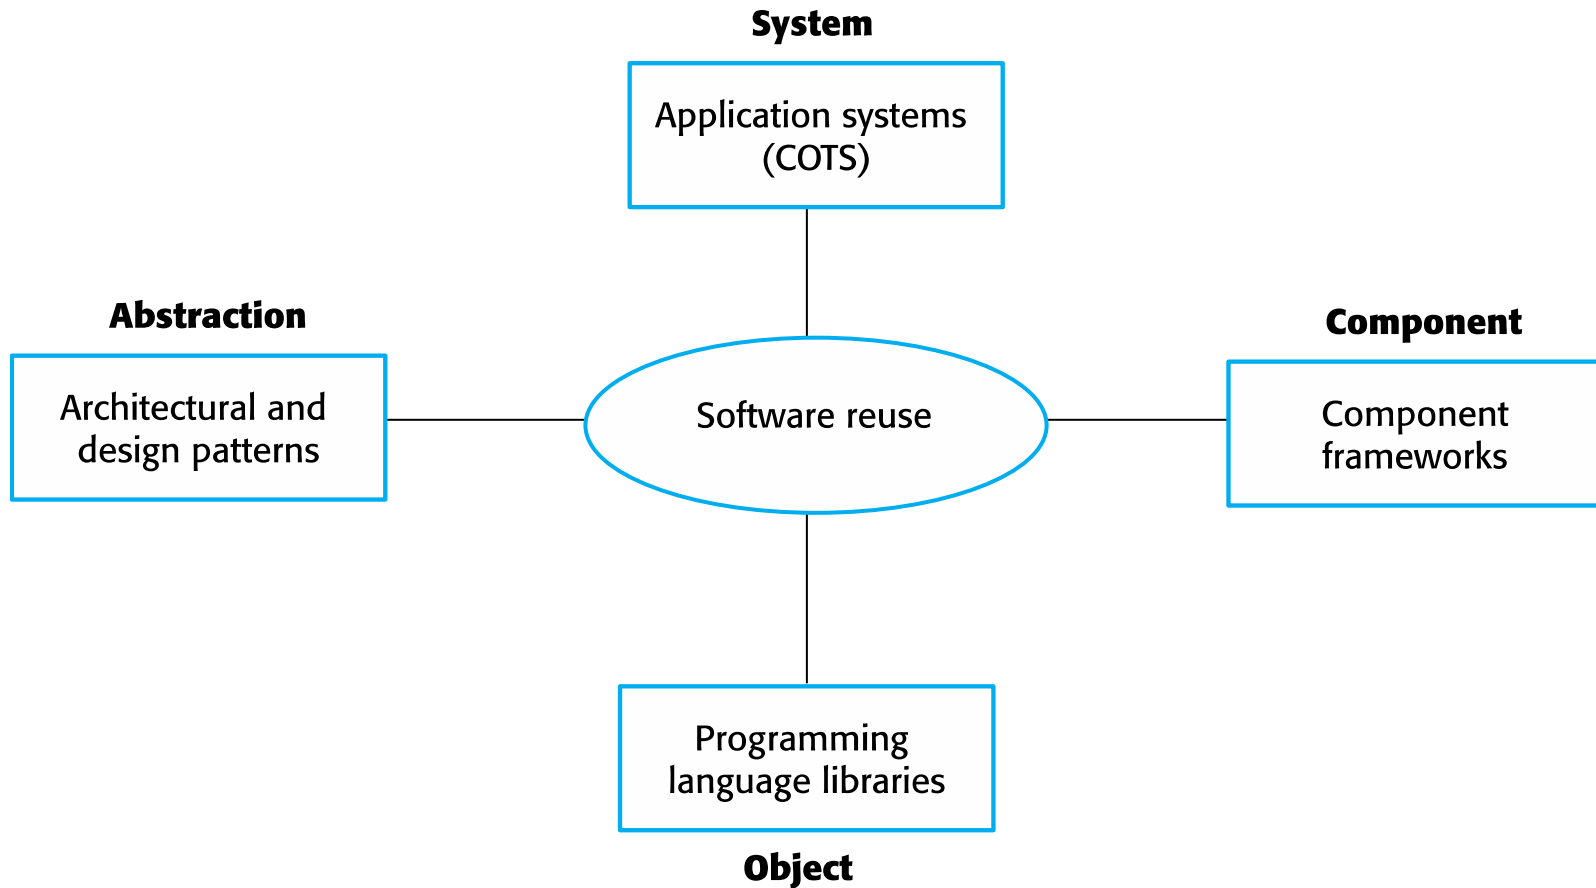 System
Application systems
(COTS)
Abstraction
Architectural and
design patterns
Software reuse
Component
Component
frameworks
Programming
language libraries
Object